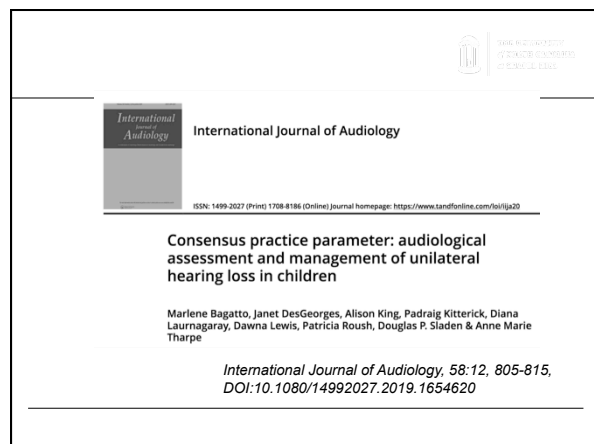 International
Journal of
Audiology
International Journal of Audiology
ISSN: 1499-2027 (Print) 1708-8186 (Online) Journal homepage: https://www.tandfonline.com/loi/iija20
Consensus practice parameter: audiological
assessment and management of unilateral
hearing loss in children
Marlene Bagatto, Janet DesGeorges, Alison King, Padraig Kitterick, Diana
Laurnagaray, Dawna Lewis, Patricia Roush, Douglas P. Sladen & Anne Marie
Tharpe
International Journal of Audiology, 58:12, 805-815,
DOI:10.1080/14992027.2019.1654620